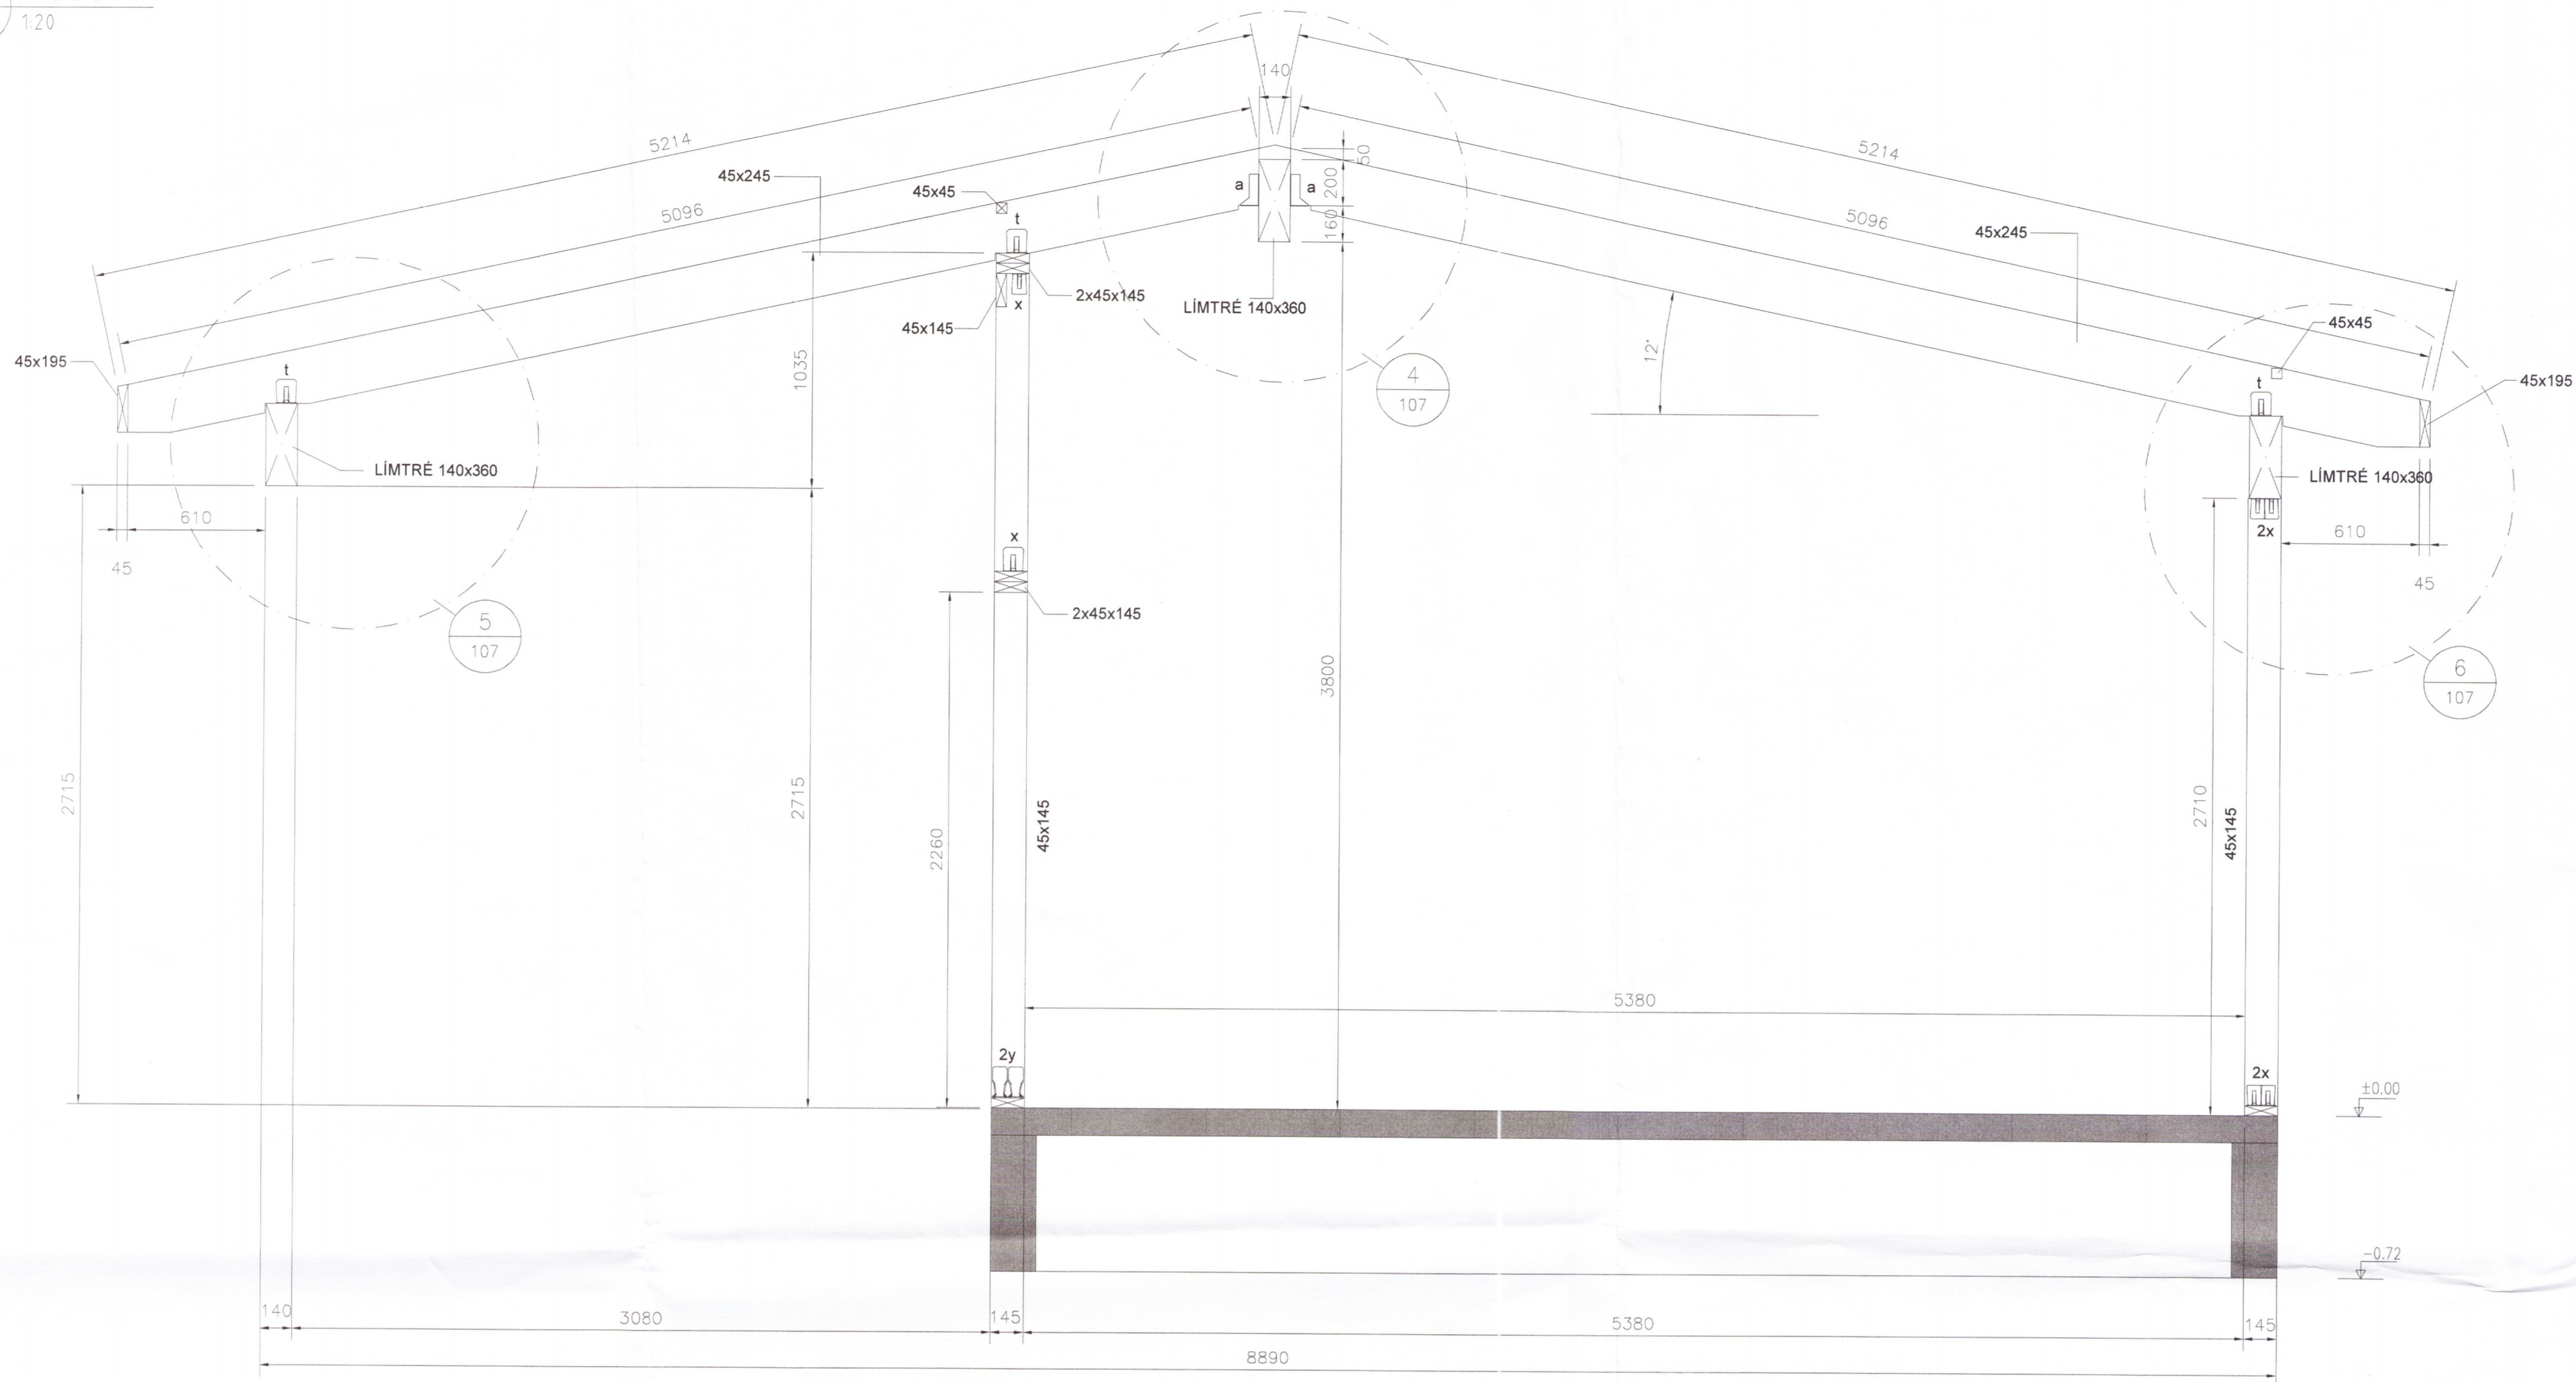 1:20
140
5214
5214
50
45x245
45x45
a
a
200
5096
t
160
5096
45x245
2x45x145
x
LÍMTRÉ 140x360
45x145
45x45
12°
45x195
t
1035
4
107
t
45x195
LÍMTRÉ 140x360
LÍMTRÉ 140x360
610
2x
610
x
45
45
2x45x145
5
107
3800
6
107
2715
2715
2260
45x145
2710
45x145
5380
2y
2x
±0.00
-0.72
140
3080
145
5380
145
8890